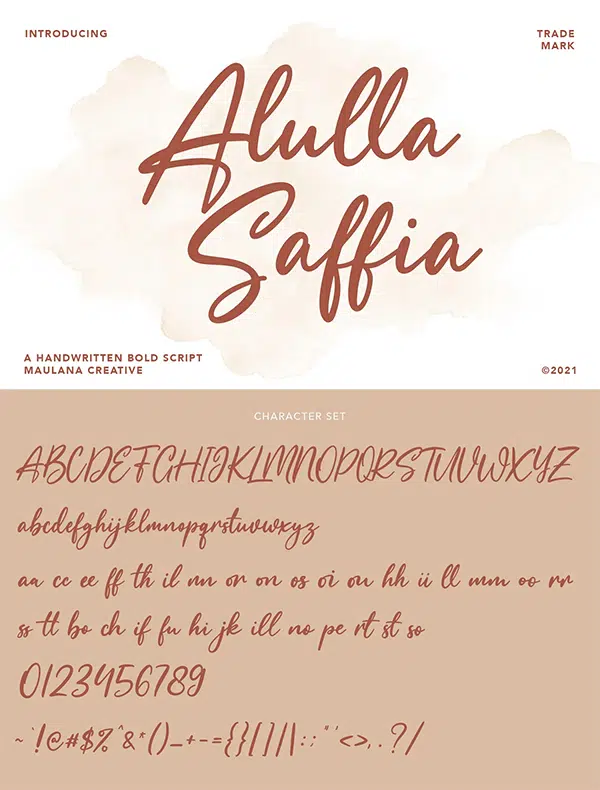 INTRODUCING
TRADE
MARK
Alulla
Saffia
A HANDWRITTEN BOLD SCRIPT
MAULANA CREATIVE
©2021
CHARACTER SET
ABCDEFGHIJKLMNOPQRSTUVWXYZ
abcdefghijklmnopqrstuvwxyz
aa cc ee ff th il nn or on os oi ou hh ii ll mm oo rr
ss tt bo ch if fu hi jk ill no pe rt st so
0123456789
~`!@#$%^&*()_+-={}[]||:;"'<>,.?/